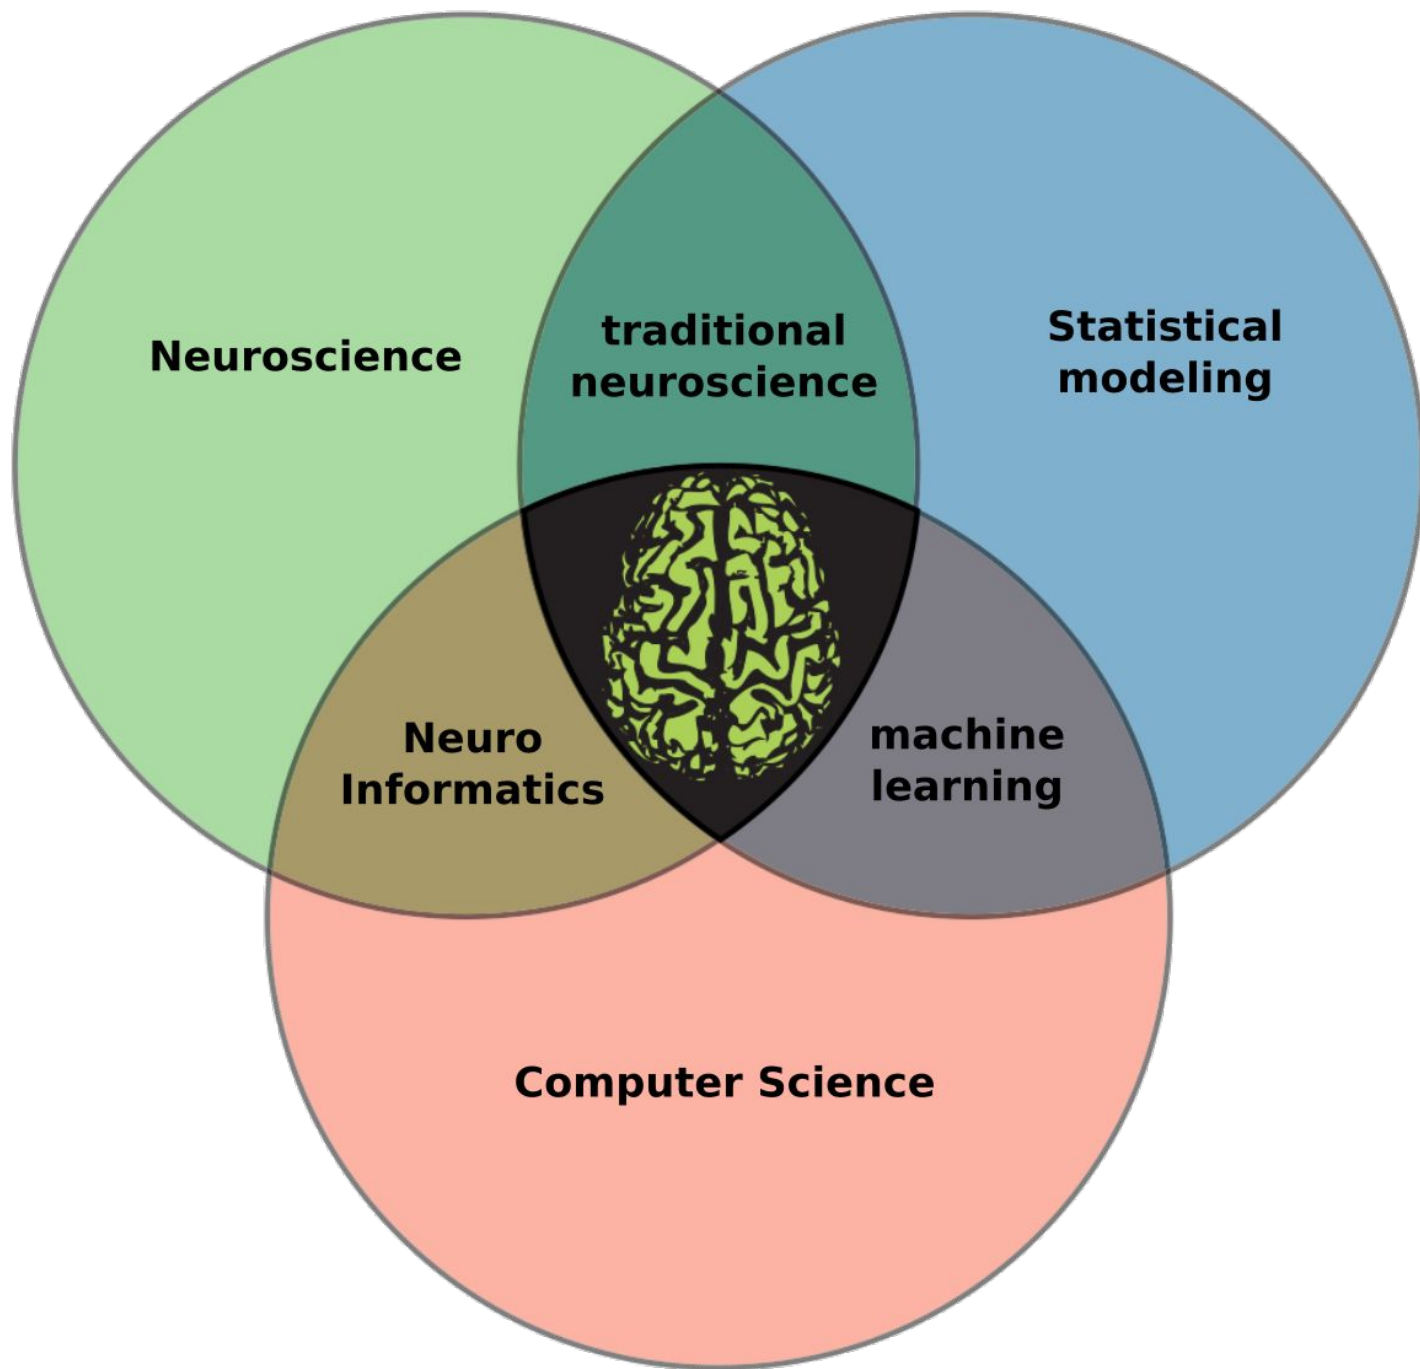 Neuroscience
traditional
neuroscience
Statistical
modeling
Neuro
Informatics
machine
learning
Computer Science